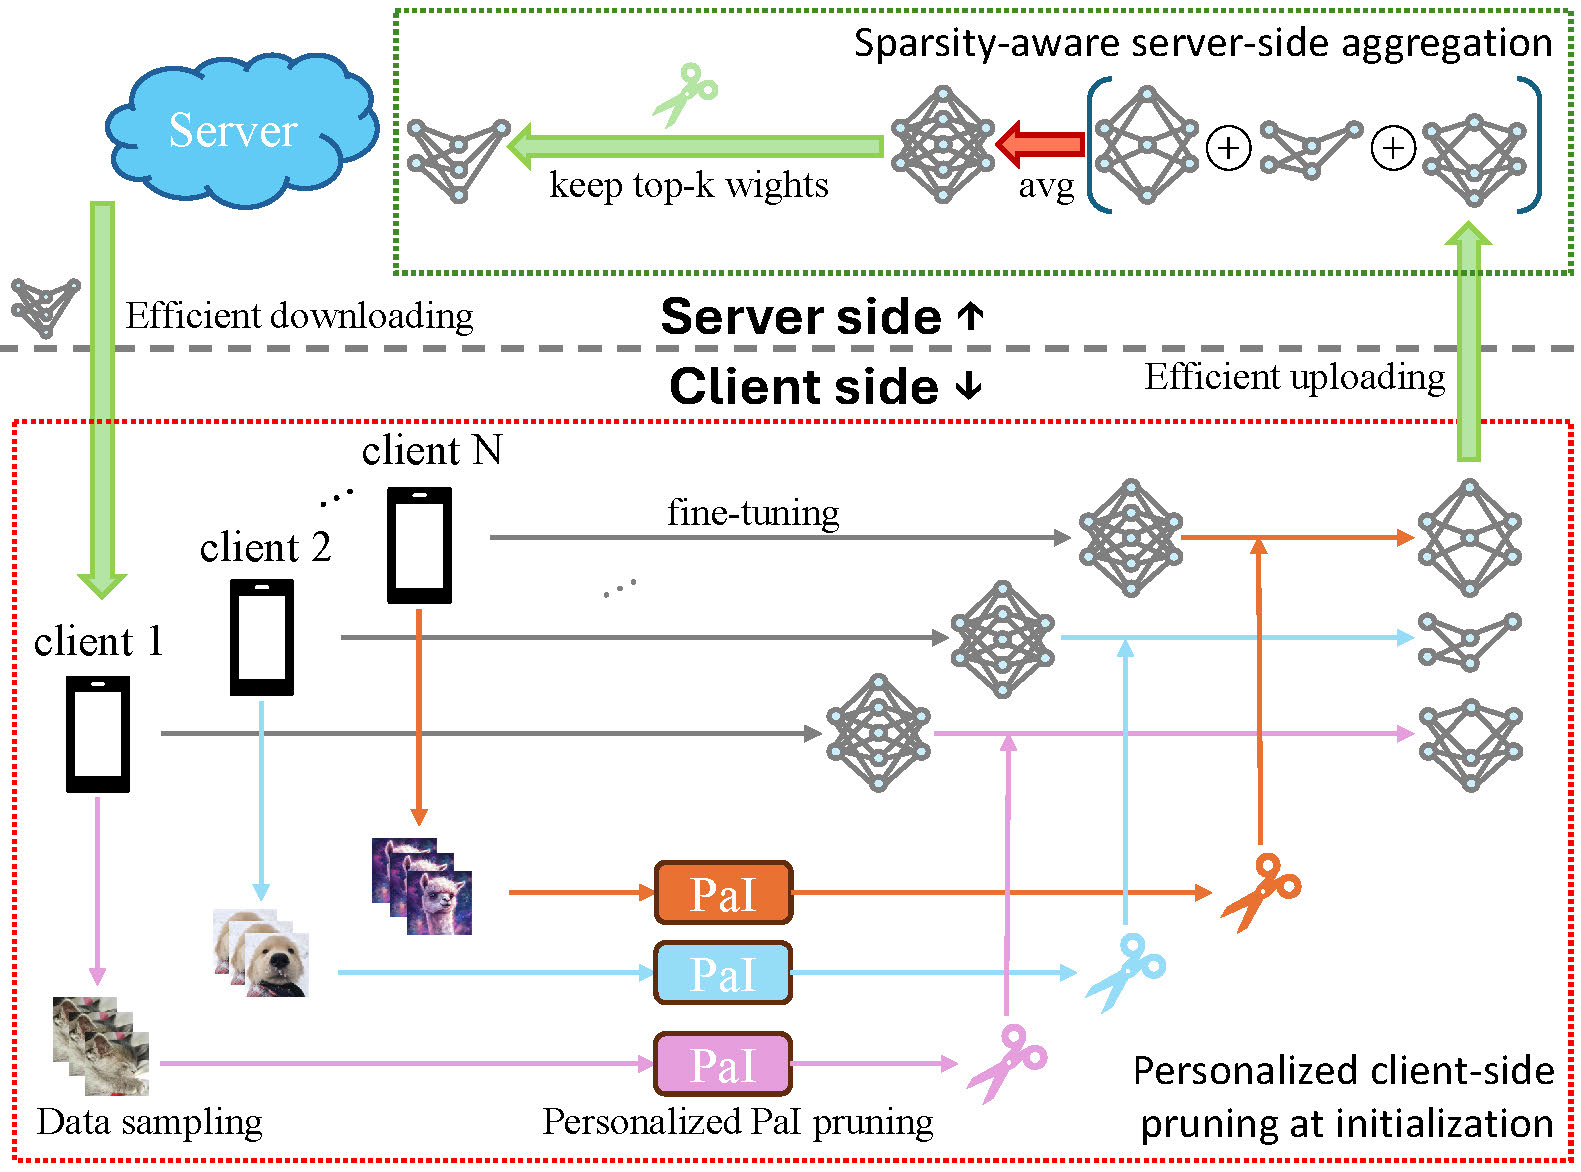 Sparsity-aware server-side aggregation
Server
keep top-k wights
avg
+
+
Efficient downloading
Server side ↑
Client side ↓
Efficient uploading
client N
...
client 2
fine-tuning
...
client 1
PaI
PaI
PaI
Data sampling
Personalized PaI pruning
Personalized client-side
pruning at initialization